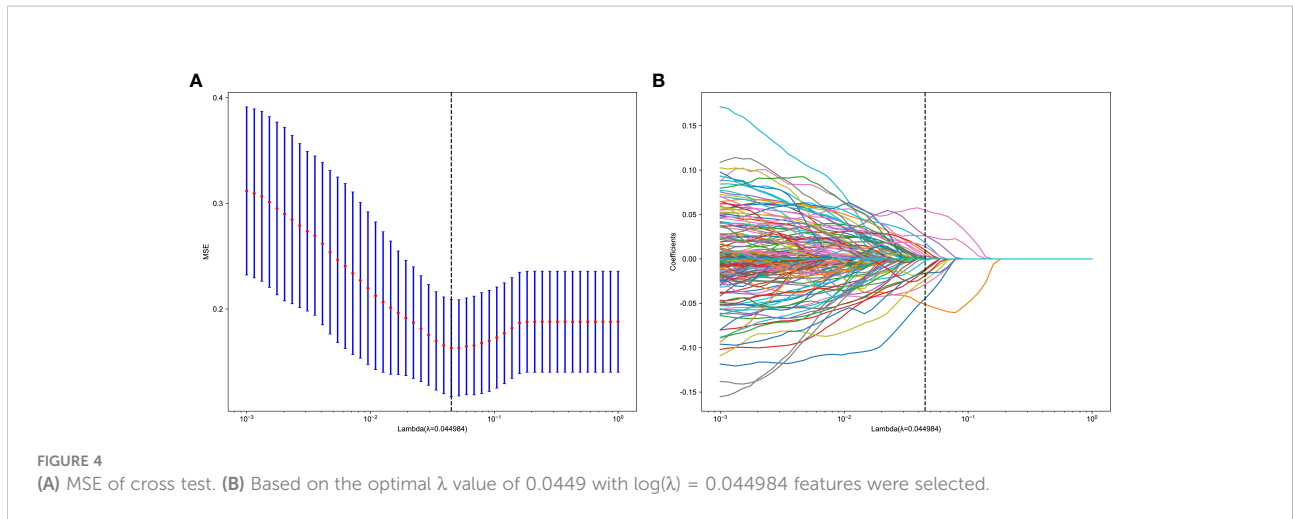 A
B
0.4
0.3
0.2
MSE
10⁻³
10⁻²
10⁻¹
10⁰
Lambda(λ=0.044984)
0.15
0.10
0.05
0.00
-0.05
-0.10
-0.15
Coefficients
10⁻³
10⁻²
10⁻¹
10⁰
Lambda(λ=0.044984)
FIGURE 4
(A) MSE of cross test. (B) Based on the optimal λ value of 0.0449 with log(λ) = 0.044984 features were selected.